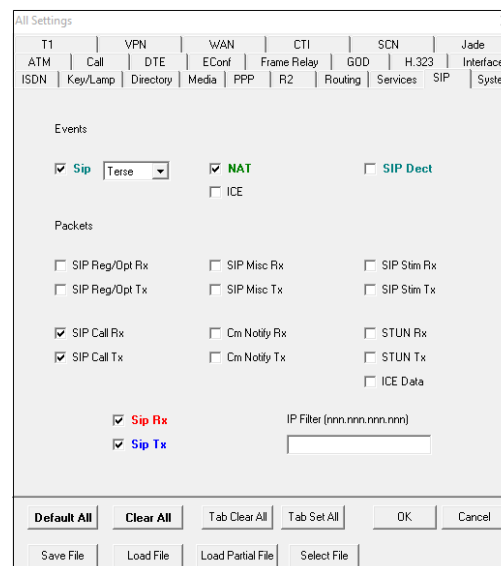 All Settings
T1 VPN WAN CTI SCN Jade
ATM Call DTE EConf Frame Relay GOD H.323 Interface
ISDN Key/Lamp Directory Media PPP R2 Routing Services SIP Syste
Events
Sip Terse NAT SIP Dect
ICE
Packets
SIP Reg/Opt Rx SIP Misc Rx SIP Stim Rx
SIP Reg/Opt Tx SIP Misc Tx SIP Stim Tx
SIP Call Rx Cm Notify Rx STUN Rx
SIP Call Tx Cm Notify Tx STUN Tx
ICE Data
Sip Rx IP Filter (nnn.nnn.nnn.nnn)
Sip Tx
Default All Clear All Tab Clear All Tab Set All OK Cancel
Save File Load File Load Partial File Select File